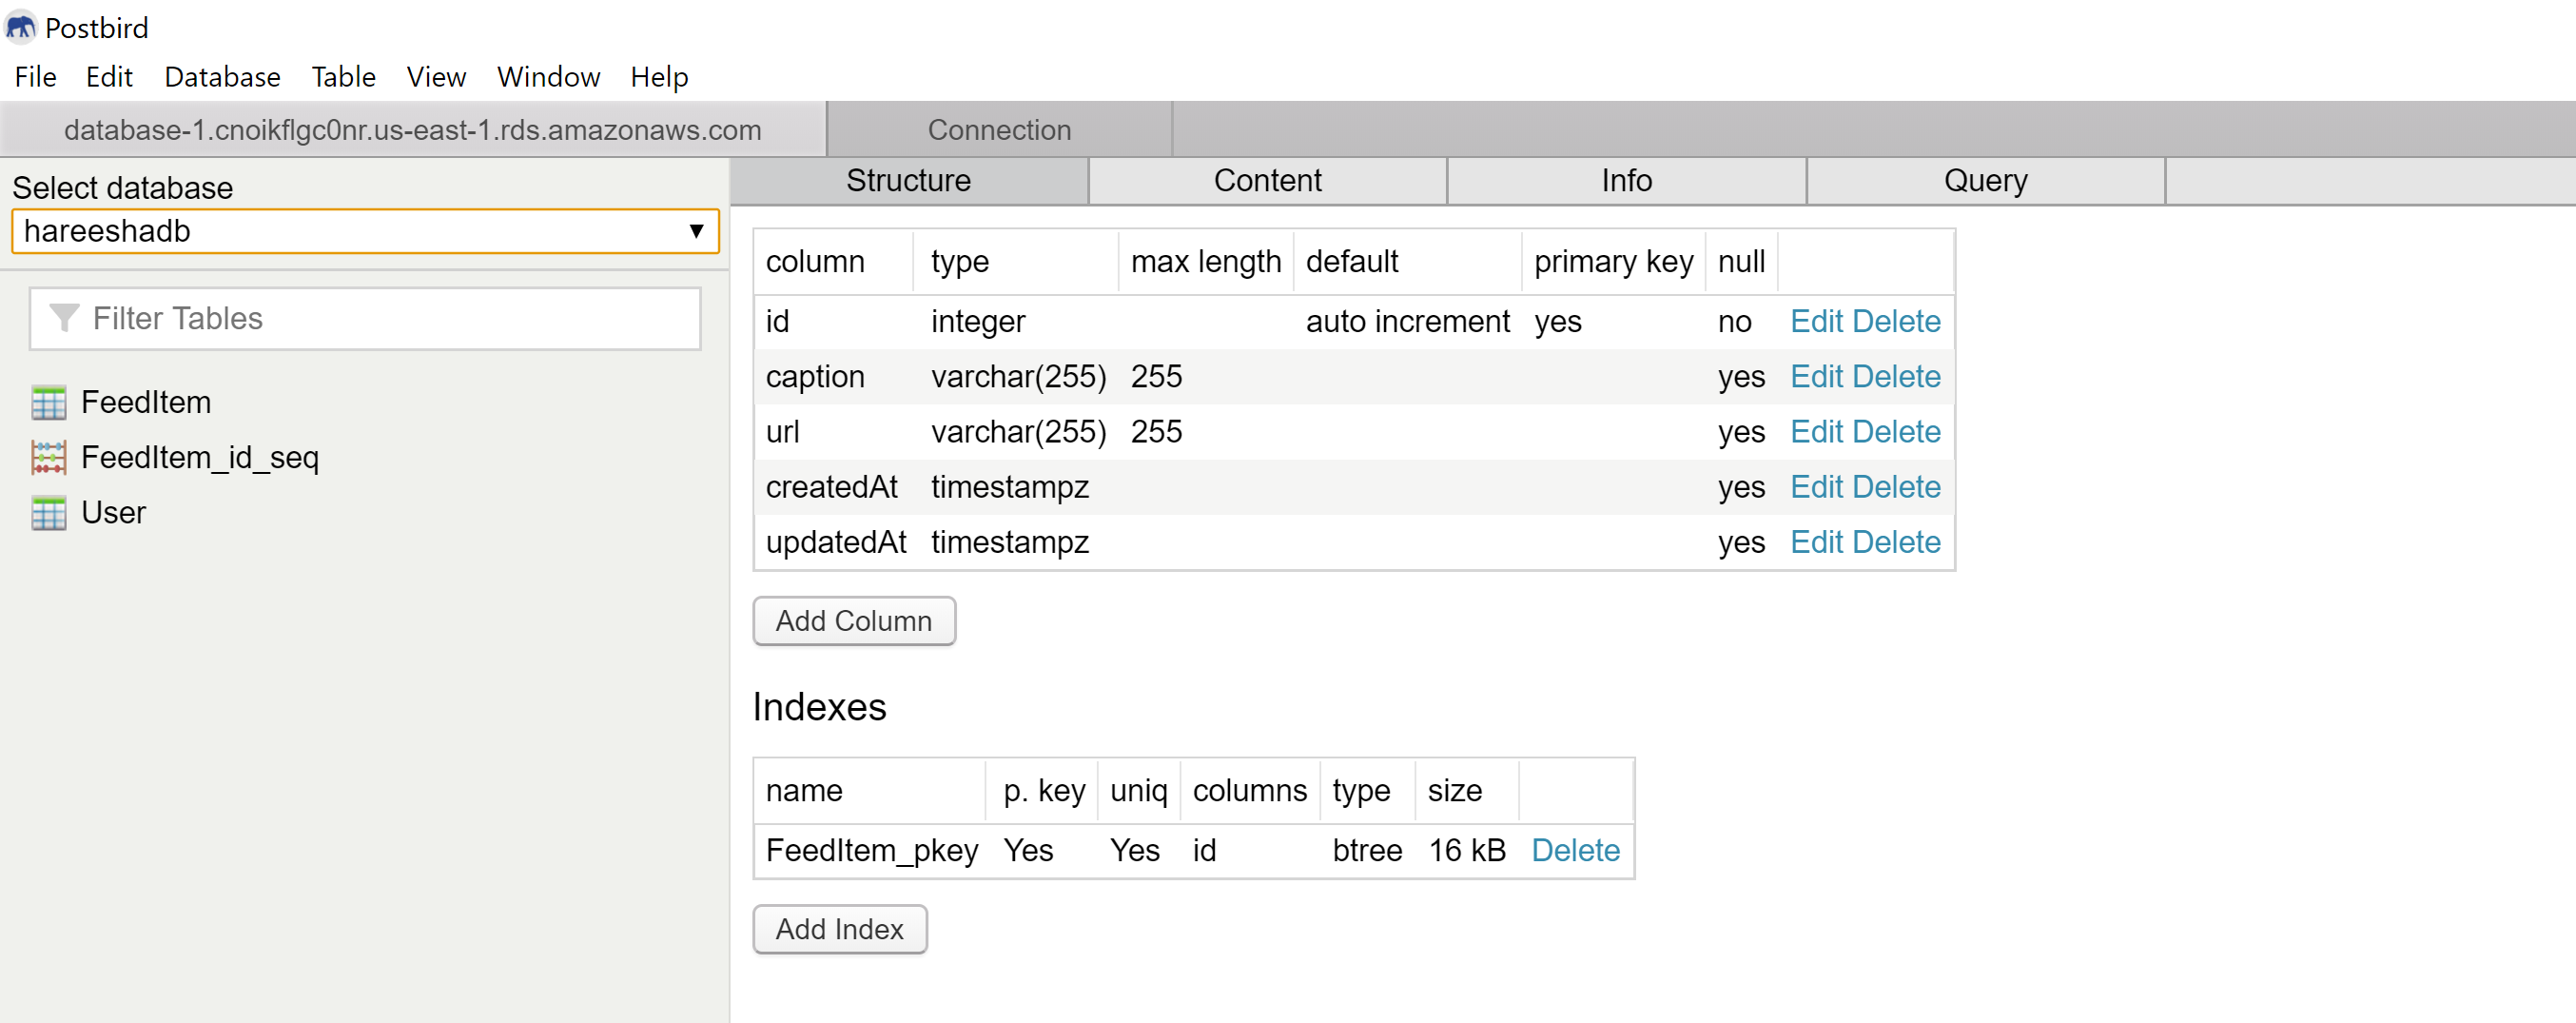 Postbird
File Edit Database Table View Window Help
database-1.cnoikflgc0nr.us-east-1.rds.amazonaws.com Connection
Select database
hareeshadb
Filter Tables
FeedItem
FeedItem_id_seq
User
Structure Content Info Query
column type max length default primary key null
id integer auto increment yes no Edit Delete
caption varchar(255) 255 yes Edit Delete
url varchar(255) 255 yes Edit Delete
createdAt timestampz yes Edit Delete
updatedAt timestampz yes Edit Delete
Add Column
Indexes
name p. key uniq columns type size
FeedItem_pkey Yes Yes id btree 16 kB Delete
Add Index